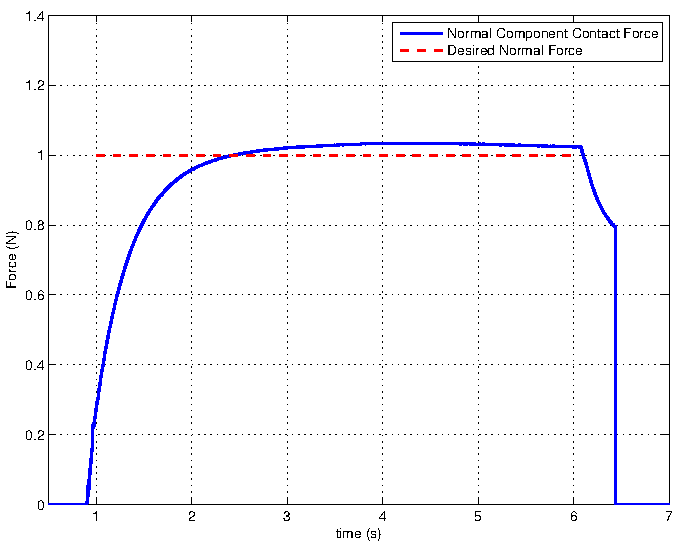 Normal Component Contact Force
Desired Normal Force
1.4
1.2
1
0.8
0.6
0.4
0.2
0
Force (N)
1 2 3 4 5 6 7
time (s)